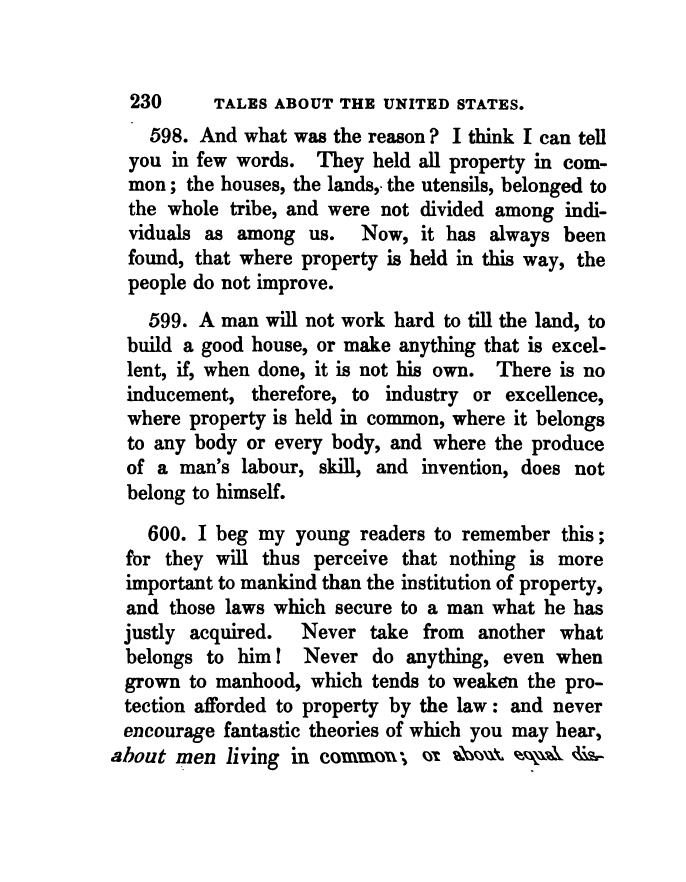 230 TALES ABOUT THE UNITED STATES.
598. And what was the reason? I think I can tell
you in few words. They held all property in com-
mon; the houses, the lands, the utensils, belonged to
the whole tribe, and were not divided among indi-
viduals as among us. Now, it has always been
found, that where property is held in this way, the
people do not improve.
599. A man will not work hard to till the land, to
build a good house, or make anything that is excel-
lent, if, when done, it is not his own. There is no
inducement, therefore, to industry or excellence,
where property is held in common, where it belongs
to any body or every body, and where the produce
of a man's labour, skill, and invention, does not
belong to himself.
600. I beg my young readers to remember this;
for they will thus perceive that nothing is more
important to mankind than the institution of property,
and those laws which secure to a man what he has
justly acquired. Never take from another what
belongs to him! Never do anything, even when
grown to manhood, which tends to weaken the pro-
tection afforded to property by the law: and never
encourage fantastic theories of which you may hear,
about men living in common; or about equal dis-